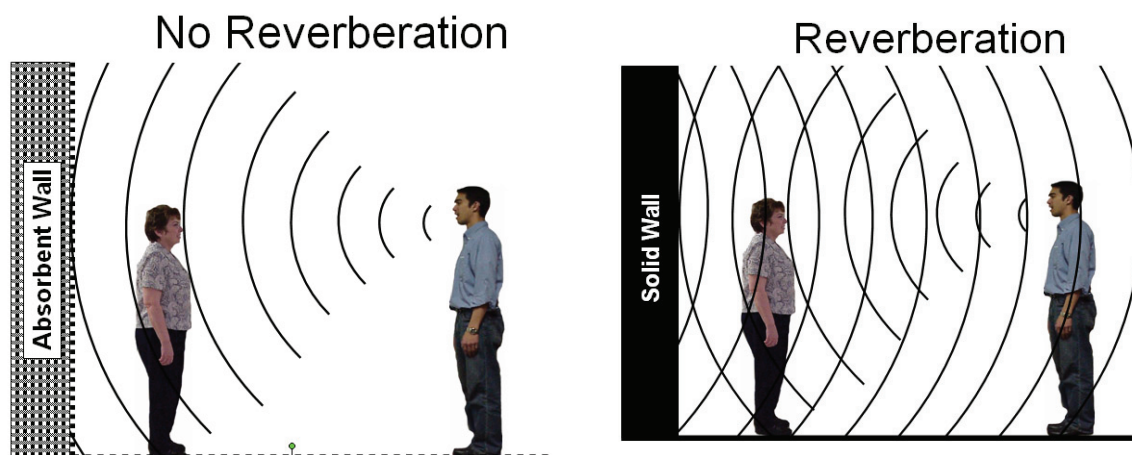 No Reverberation
Absorbent Wall
Reverberation
Solid Wall